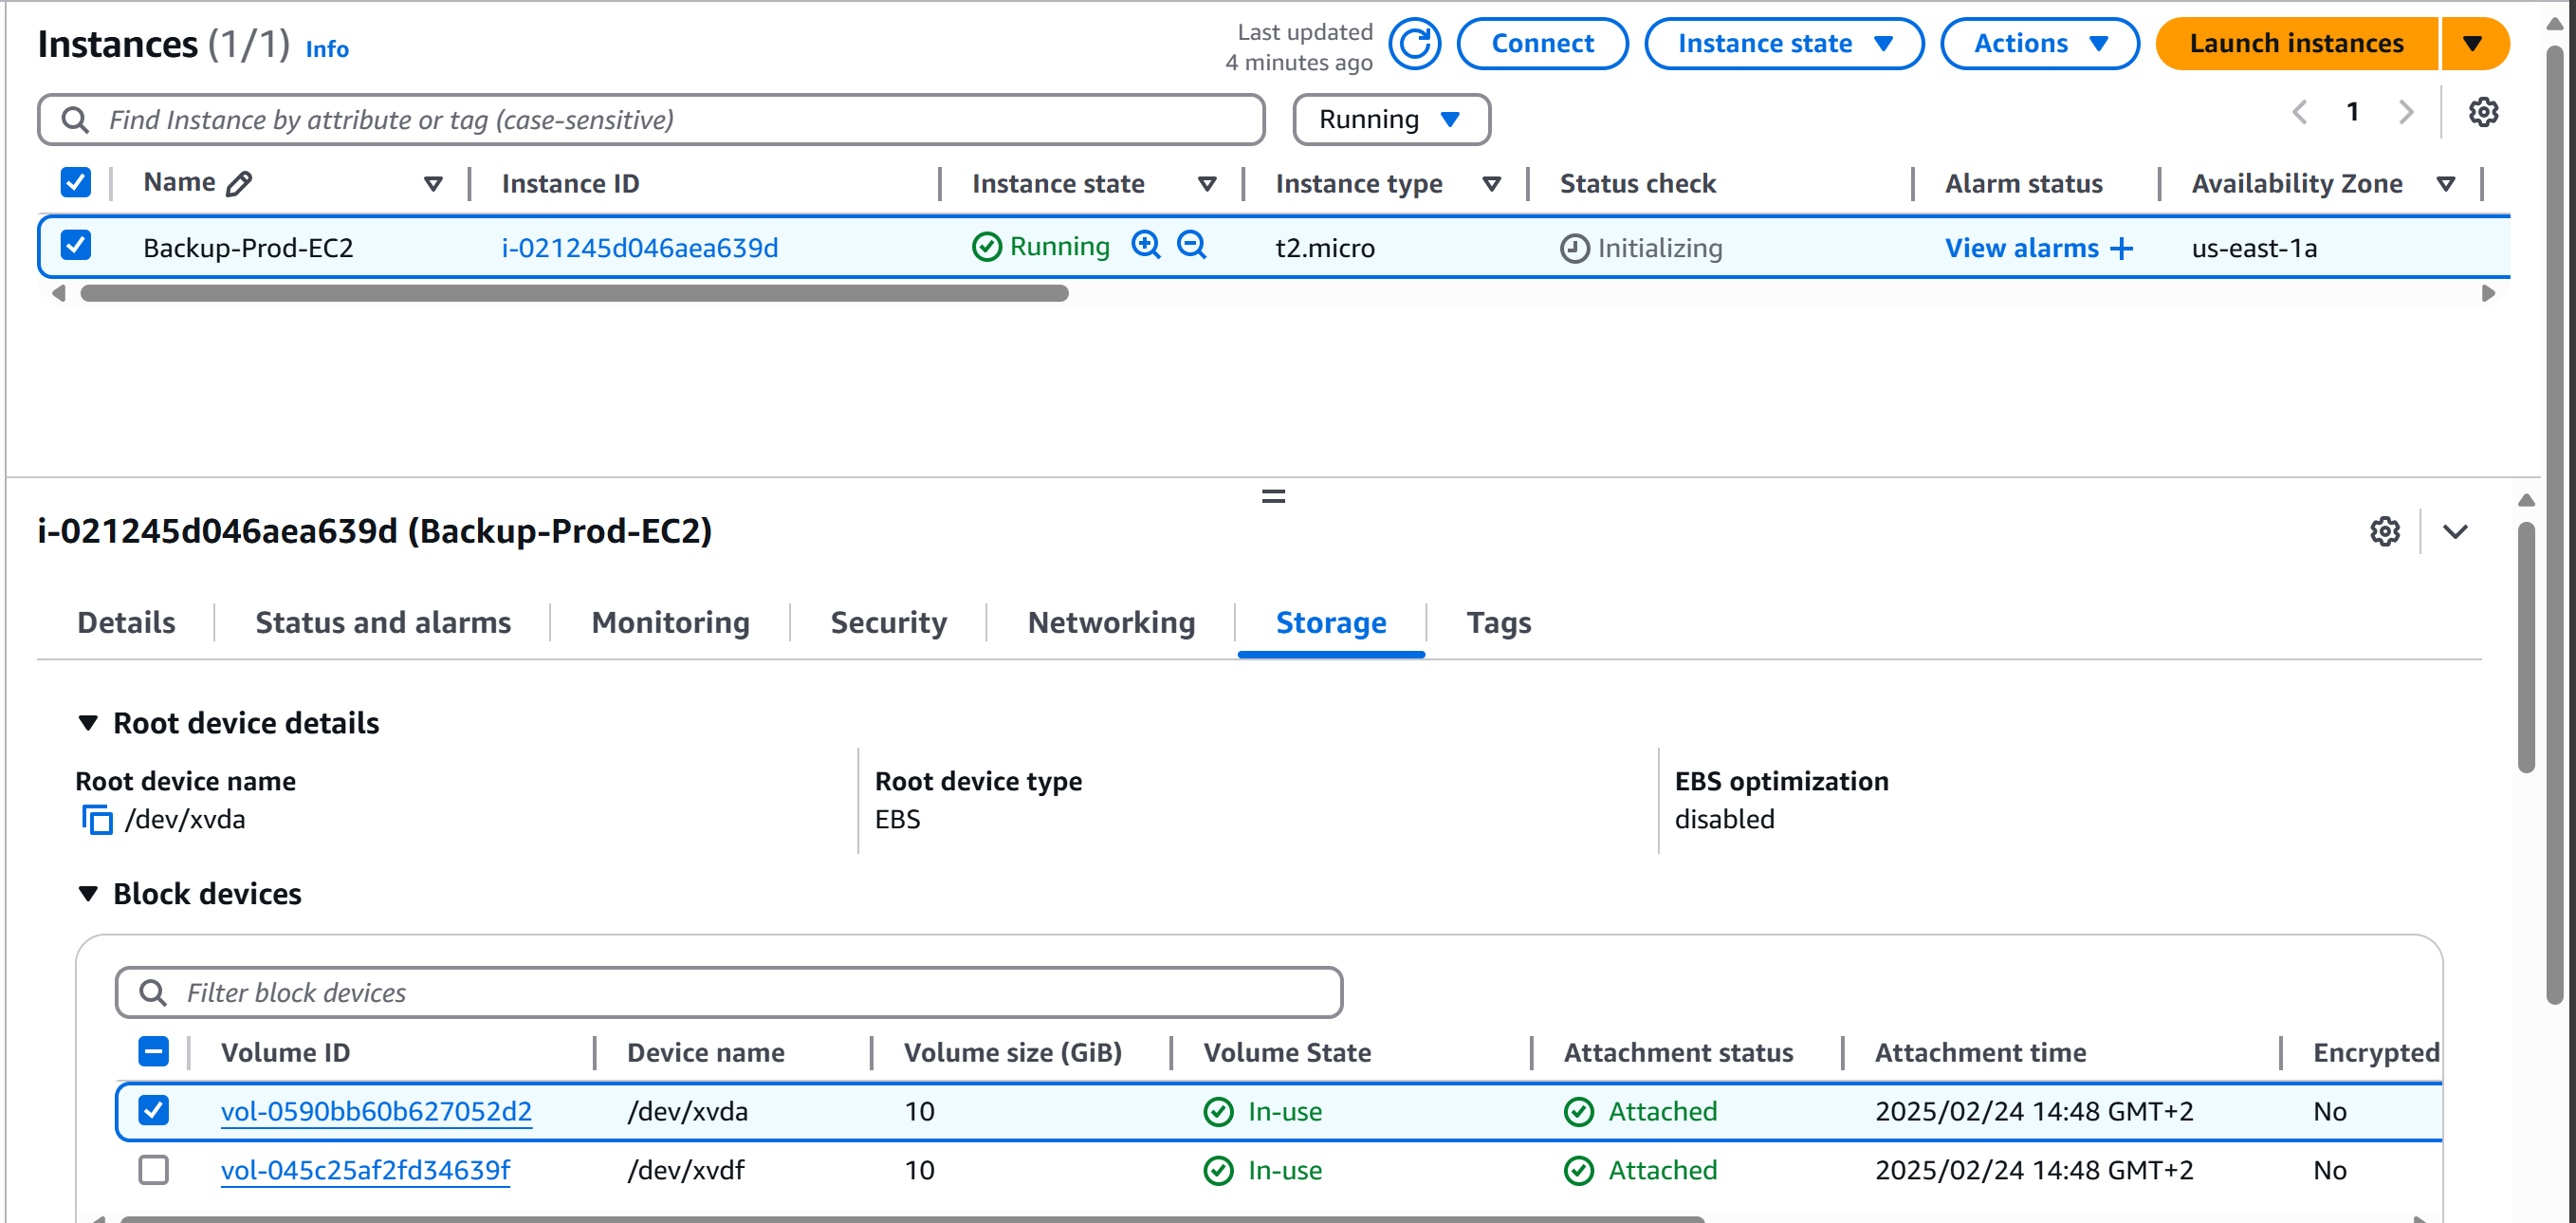 Instances (1/1) Info
Last updated
4 minutes ago
Connect
Instance state
Actions
Launch instances
Find Instance by attribute or tag (case-sensitive)
Running
1
Name Instance ID Instance state Instance type Status check Alarm status Availability Zone
Backup-Prod-EC2 i-021245d046aea639d Running t2.micro Initializing View alarms + us-east-1a
i-021245d046aea639d (Backup-Prod-EC2)
Details Status and alarms Monitoring Security Networking Storage Tags
Root device details
Root device name Root device type EBS optimization
/dev/xvda EBS disabled
Block devices
Filter block devices
Volume ID Device name Volume size (GiB) Volume State Attachment status Attachment time Encrypted
vol-0590bb60b627052d2 /dev/xvda 10 In-use Attached 2025/02/24 14:48 GMT+2 No
vol-045c25af2fd34639f /dev/xvdf 10 In-use Attached 2025/02/24 14:48 GMT+2 No